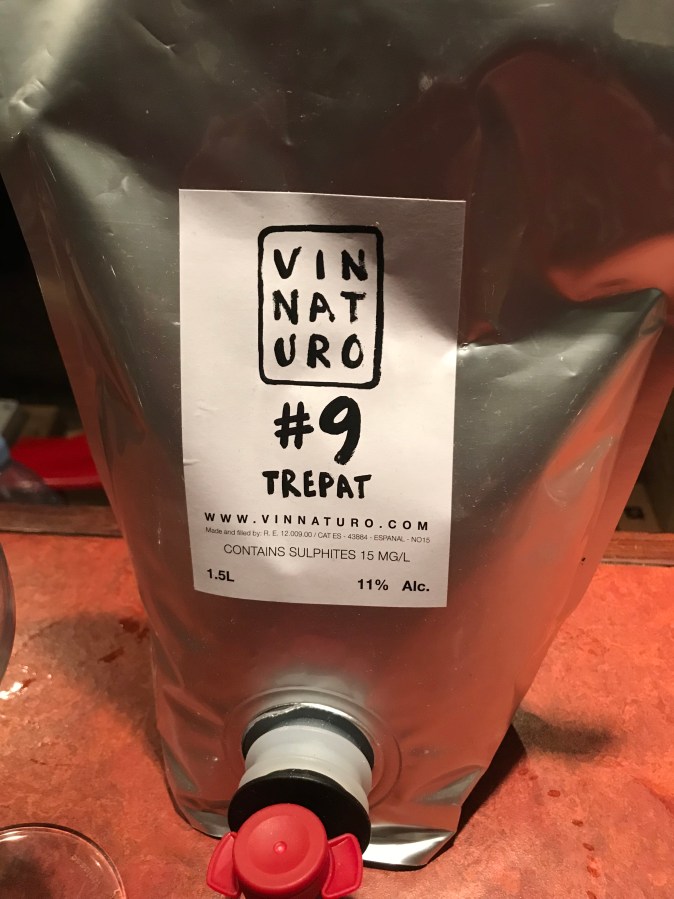 VIN
NAT
URO
#9
TREPAT
WWW.VINNATURO.COM
Made and filled by: R. E. 12.009.00 / CAT ES - 43884 - ESPANAL - NO15
CONTAINS SULPHITES 15 MG/L
1.5L 11% Alc.